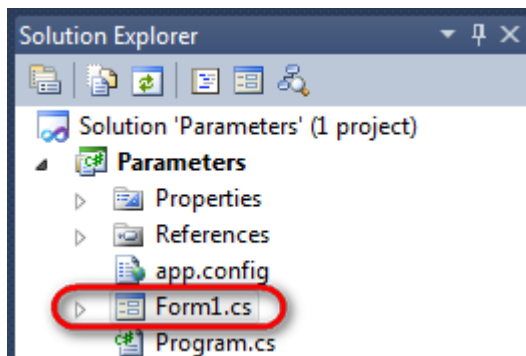 Solution Explorer
Solution 'Parameters' (1 project)
Parameters
Properties
References
app.config
Form1.cs
Program.cs